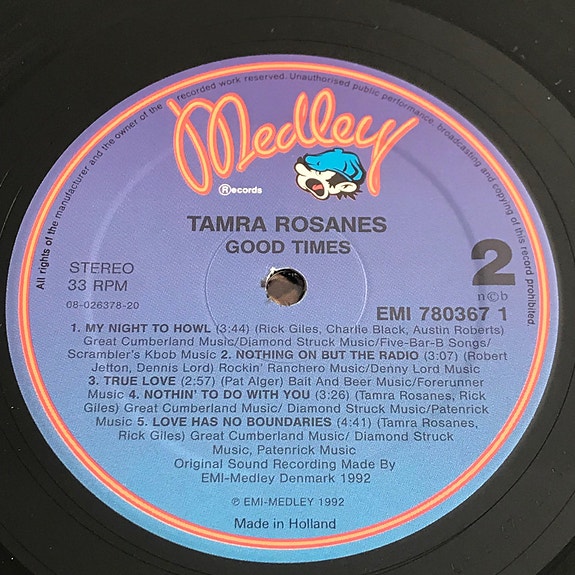 All rights of the manufacturer and the owner of the recorded work reserved. Unauthorised public performance, broadcasting and copying of this record prohibited.
Medley
Records
TAMRA ROSANES
GOOD TIMES
STEREO
33 RPM
08-026378-20
2
n©b
EMI 780367 1
1. MY NIGHT TO HOWL (3:44) (Rick Giles, Charlie Black, Austin Roberts)
Great Cumberland Music/Diamond Struck Music/Five-Bar-B Songs/
Scrambler's Kbob Music 2. NOTHING ON BUT THE RADIO (3:07) (Robert
Jetton, Dennis Lord) Rockin' Ranchero Music/Denny Lord Music
3. TRUE LOVE (2:57) (Pat Alger) Bait And Beer Music/Forerunner
Music 4. NOTHIN' TO DO WITH YOU (3:26) (Tamra Rosanes, Rick
Giles) Great Cumberland Music/ Diamond Struck Music/Patenrick
Music 5. LOVE HAS NO BOUNDARIES (4:41) (Tamra Rosanes,
Rick Giles) Great Cumberland Music/ Diamond Struck
Music, Patenrick Music
Original Sound Recording Made By
EMI-Medley Denmark 1992
℗ EMI-MEDLEY 1992
Made in Holland